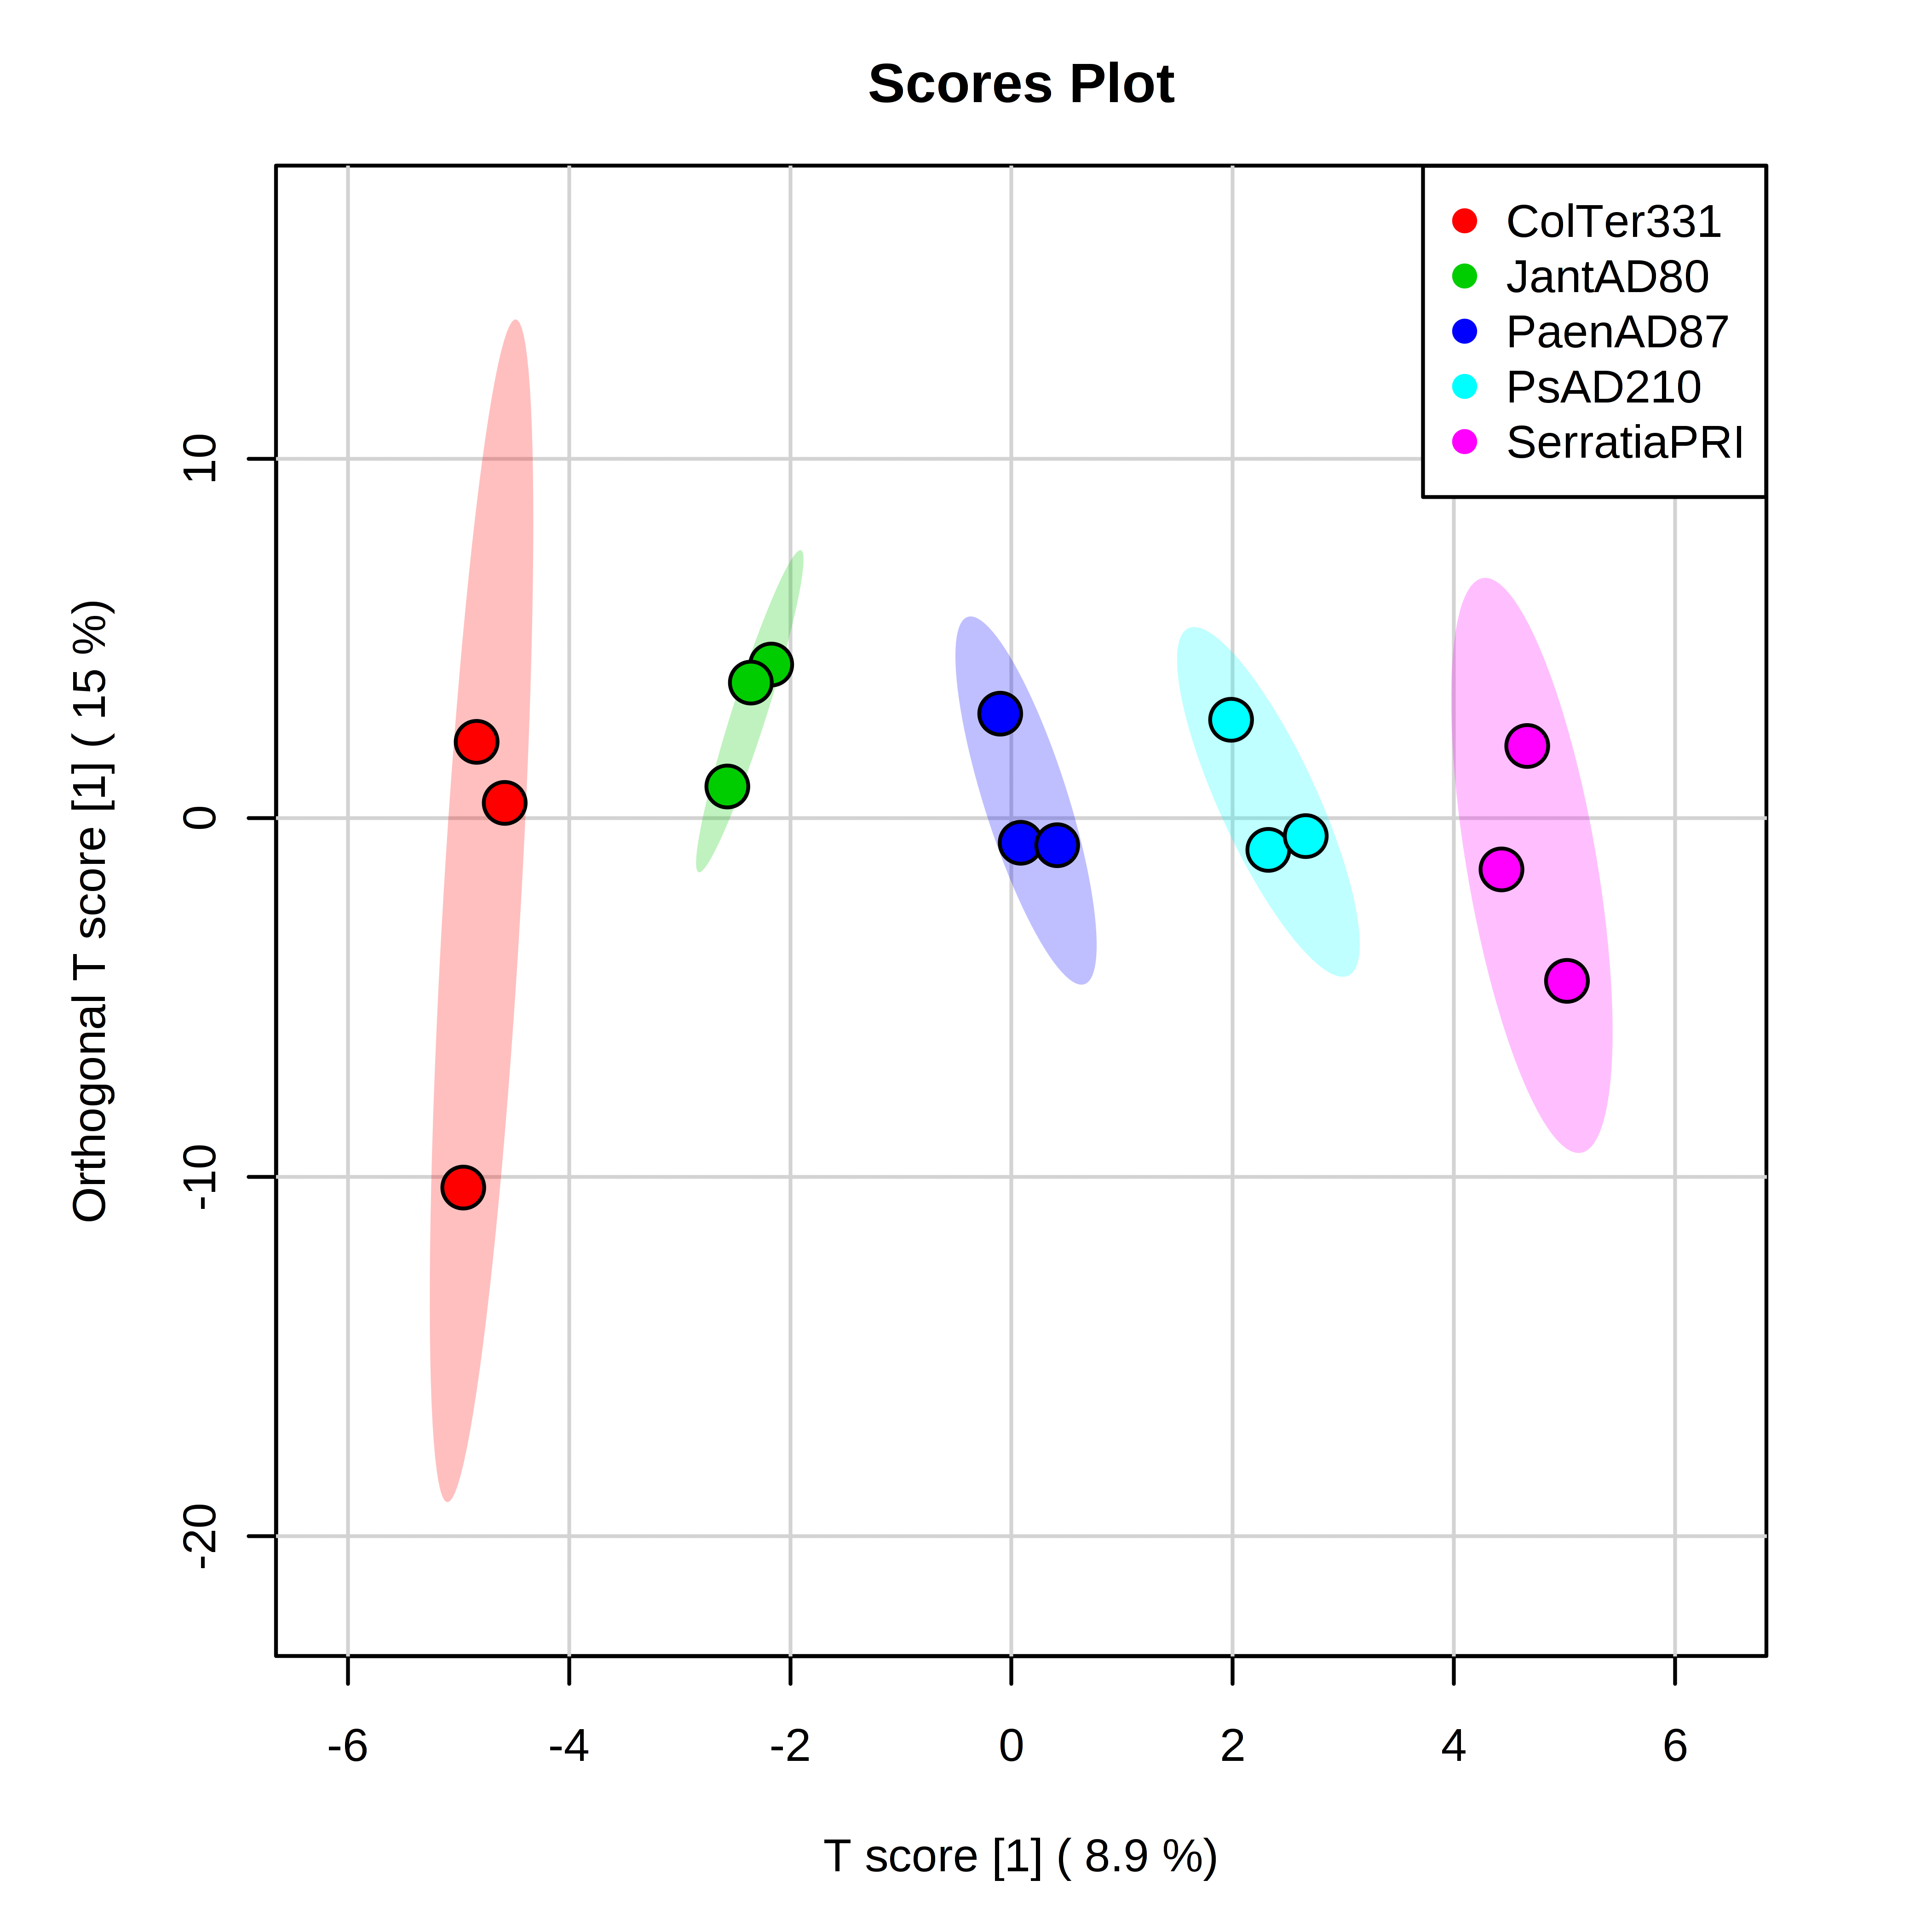 Scores Plot
ColTer331
JantAD80
PaenAD87
PsAD210
SerratiaPRI
Orthogonal T score [1] ( 15 %)
10
0
-10
-20
-6
-4
-2
0
2
4
6
T score [1] ( 8.9 %)